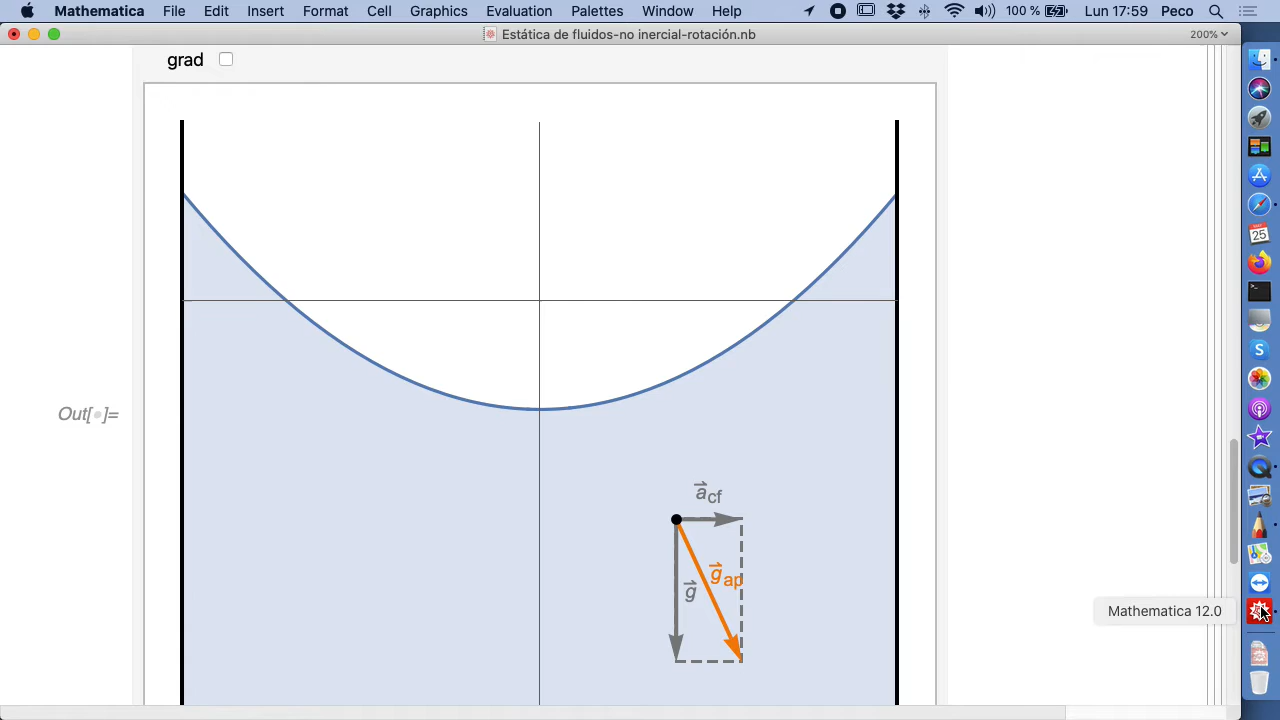 Mathematica File Edit Insert Format Cell Graphics Evaluation Palettes Window Help 100 % Lun 17:59 Peco
Estática de fluidos-no inercial-rotación.nb 200%
grad
Out[ ]=
a cf
g
g ap
25
Mathematica 12.0